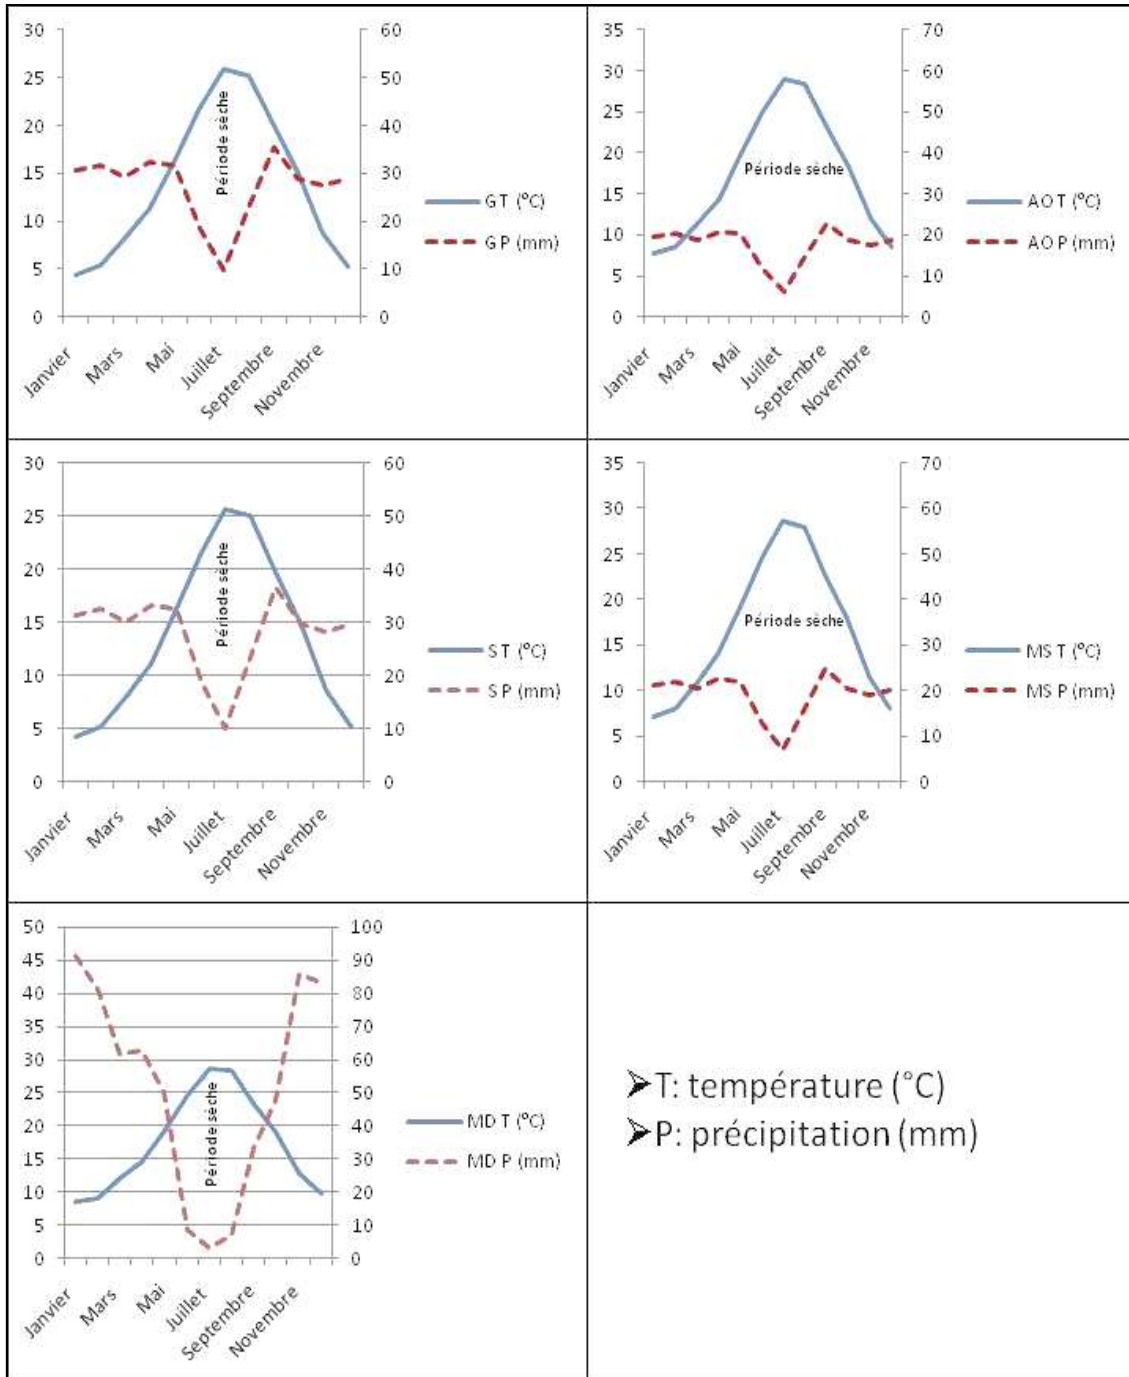 30
25
20
15
10
5
0
60
50
40
30
20
10
0
Période sèche
GT (°C)
GP (mm)
Janvier
Mars
Mai
Juillet
Septembre
Novembre
35
30
25
20
15
10
5
0
70
60
50
40
30
20
10
0
Période sèche
AO T (°C)
AO P (mm)
Janvier
Mars
Mai
Juillet
Septembre
Novembre
30
25
20
15
10
5
0
60
50
40
30
20
10
0
Période sèche
ST (°C)
SP (mm)
Janvier
Mars
Mai
Juillet
Septembre
Novembre
35
30
25
20
15
10
5
0
70
60
50
40
30
20
10
0
Période sèche
MS T (°C)
MS P (mm)
Janvier
Mars
Mai
Juillet
Septembre
Novembre
50
45
40
35
30
25
20
15
10
5
0
100
90
80
70
60
50
40
30
20
10
0
Période sèche
MD T (°C)
MD P (mm)
Janvier
Mars
Mai
Juillet
Septembre
Novembre
➢T: température (°C)
➢P: précipitation (mm)